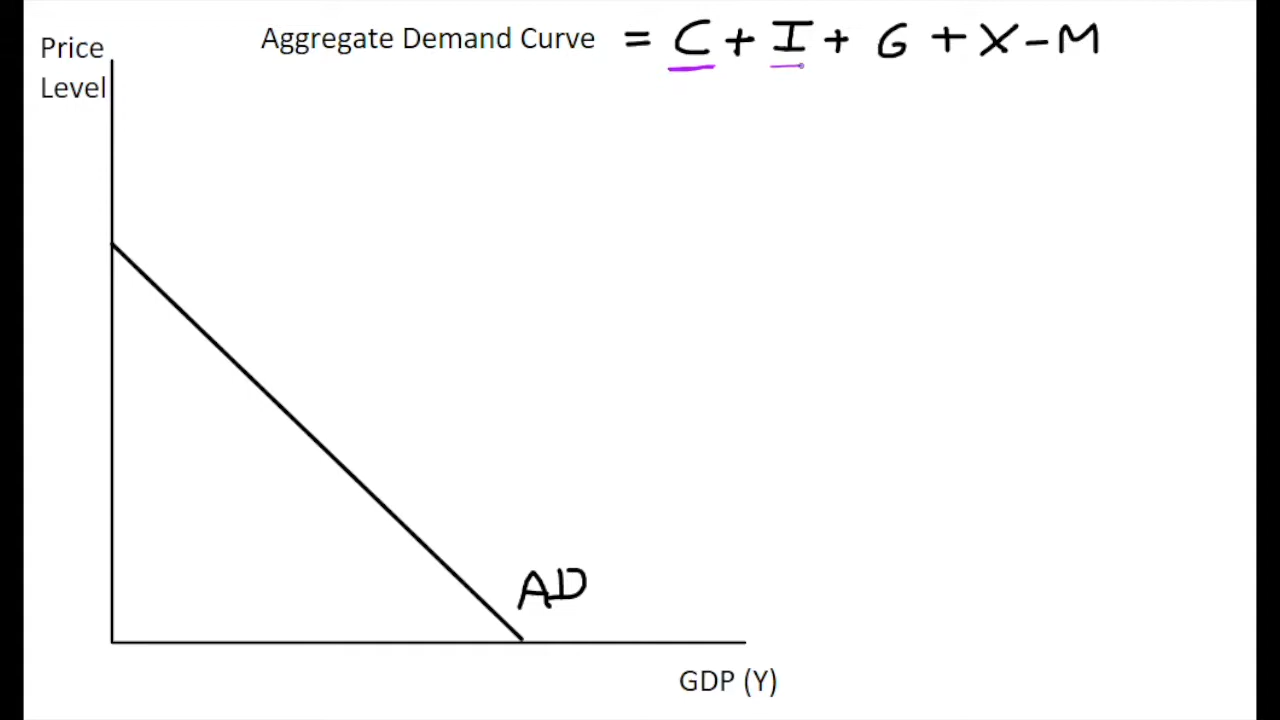 Price
Level
Aggregate Demand Curve = C + I + G + X - M
AD
GDP (Y)